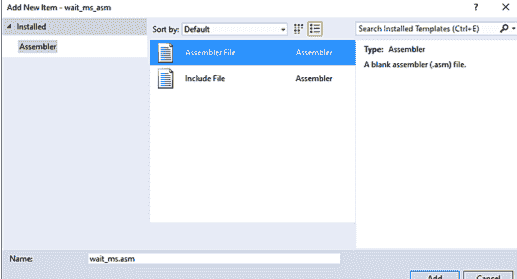 Add New Item - wait_ms_asm ? X
Installed
Sort by: Default
Search Installed Templates (Ctrl+E)
Assembler
Assembler File Assembler
Type: Assembler
A blank assembler (.asm) file.
Include File Assembler
Name: wait_ms.asm
Add Cancel